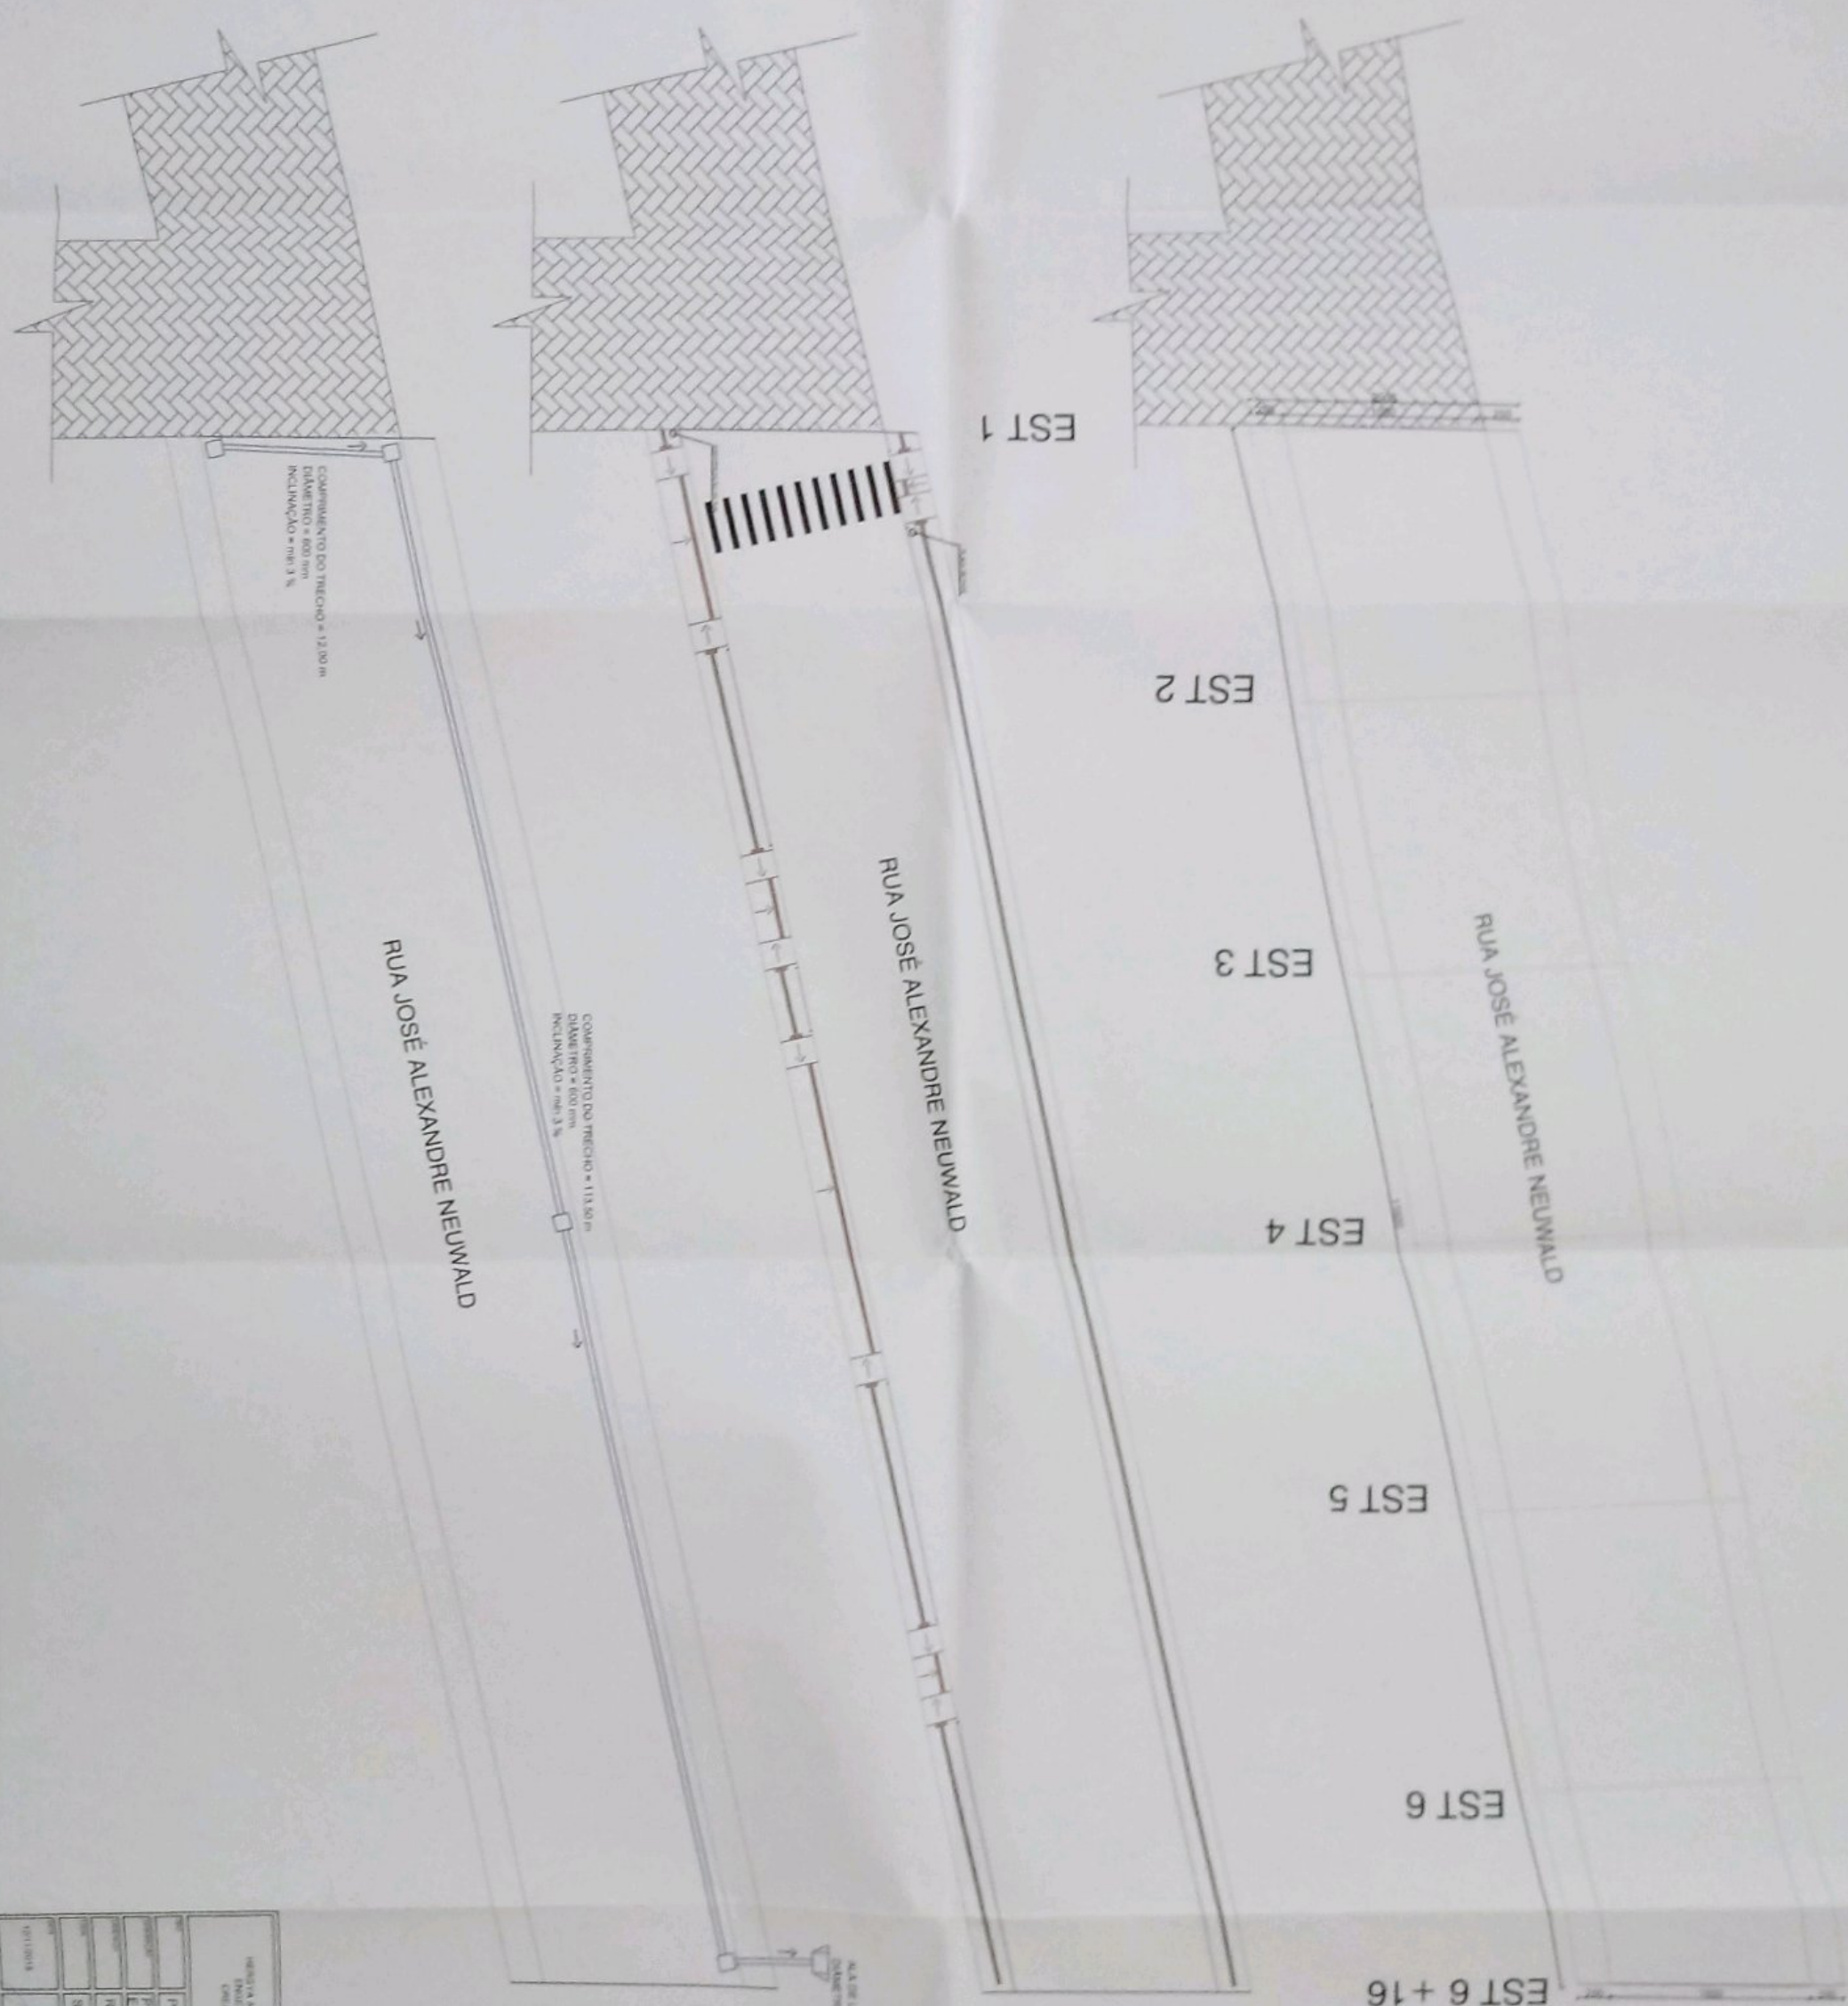 EST 1
EST 2
EST 3
EST 4
EST 5
EST 6
EST 6 +16
RUA JOSÉ ALEXANDRE NEUWALD
RUA JOSÉ ALEXANDRE NEUWALD
RUA JOSÉ ALEXANDRE NEUWALD
COMPRIMENTO DO TRECHO = 12,00 m
DIÂMETRO = 600 mm
INCLINAÇÃO = mín 3 %
COMPRIMENTO DO TRECHO = 113,50 m
DIÂMETRO = 600 mm
INCLINAÇÃO = mín 3 %